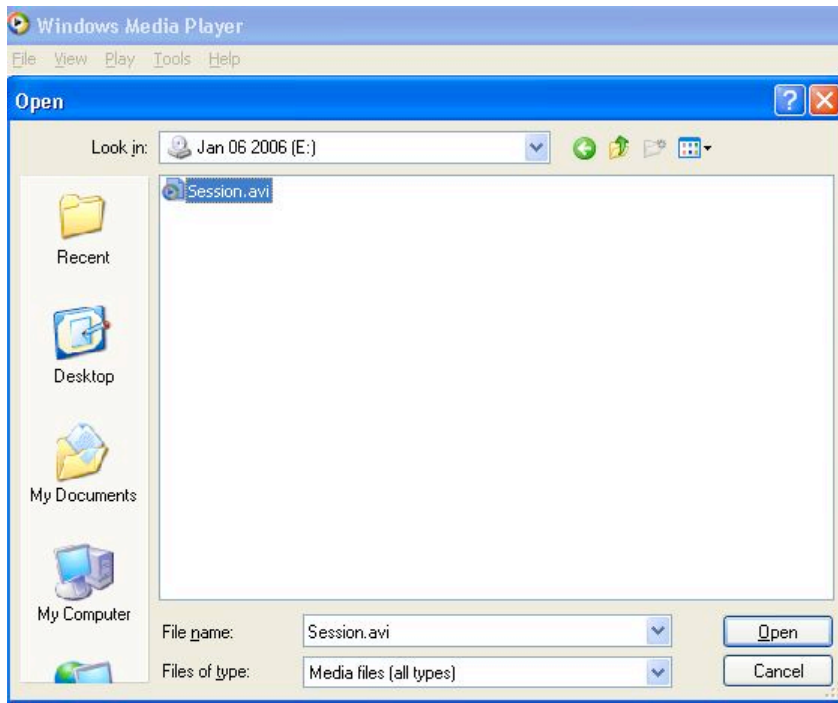 Windows Media Player
File View Play Tools Help
Open
Look in: Jan 06 2006 (E:)
Session.avi
Recent
Desktop
My Documents
My Computer
File name: Session.avi Open
Files of type: Media files (all types) Cancel